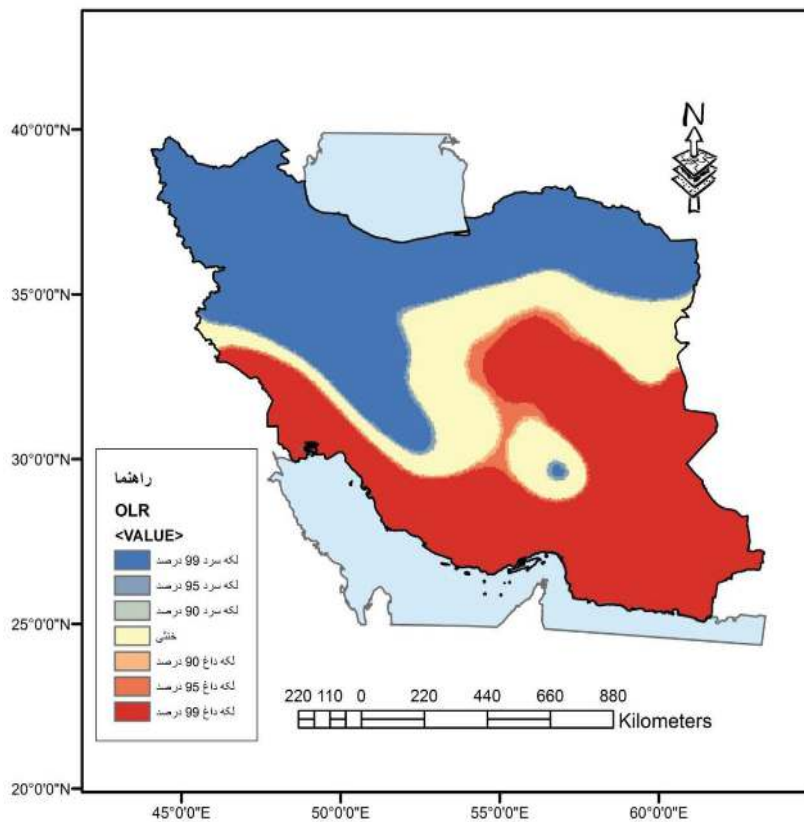 N
40°0'0"N
35°0'0"N
30°0'0"N
25°0'0"N
20°0'0"N
راهنما
OLR
<VALUE>
لکه سرد 99 درصد
لکه سرد 95 درصد
لکه سرد 90 درصد
خنثی
لکه داغ 90 درصد
لکه داغ 95 درصد
لکه داغ 99 درصد
220 110 0 220 440 660 880
Kilometers
45°0'0"E 50°0'0"E 55°0'0"E 60°0'0"E